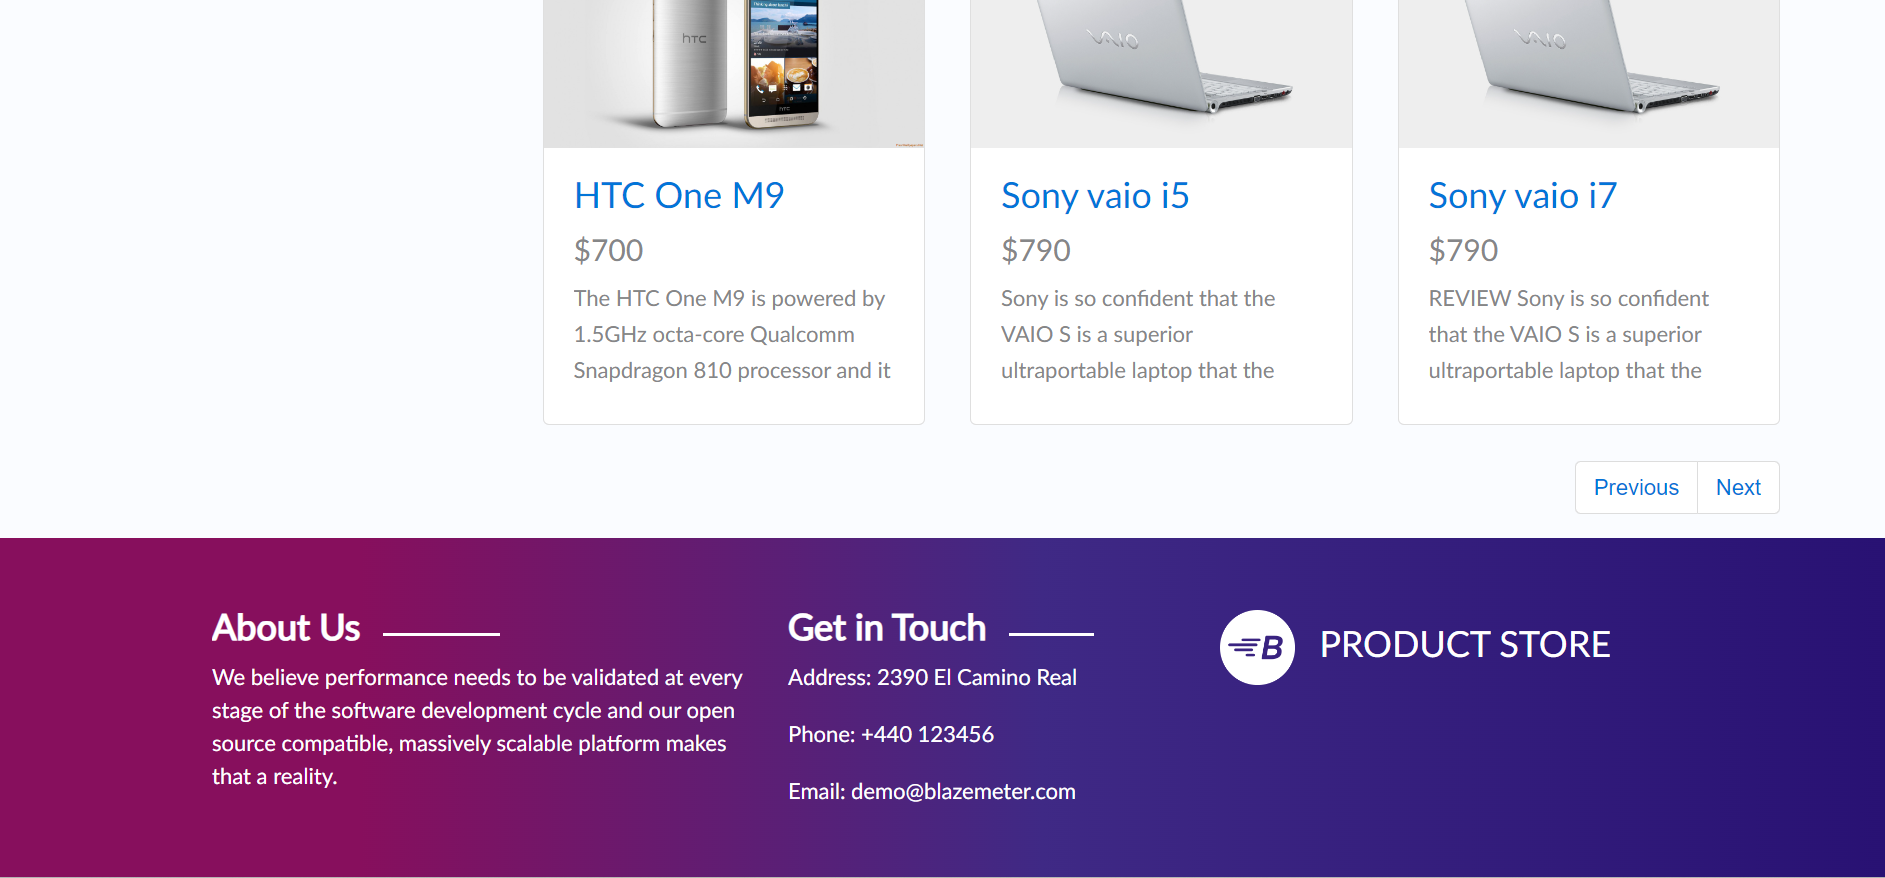 hTC
hTC
VAIO
VAIO
HTC One M9
$700
The HTC One M9 is powered by
1.5GHz octa-core Qualcomm
Snapdragon 810 processor and it
Sony vaio i5
$790
Sony is so confident that the
VAIO S is a superior
ultraportable laptop that the
Sony vaio i7
$790
REVIEW Sony is so confident
that the VAIO S is a superior
ultraportable laptop that the
Previous
Next
About Us
We believe performance needs to be validated at every
stage of the software development cycle and our open
source compatible, massively scalable platform makes
that a reality.
Get in Touch
Address: 2390 El Camino Real
Phone: +440 123456
Email: demo@blazemeter.com
B
PRODUCT STORE